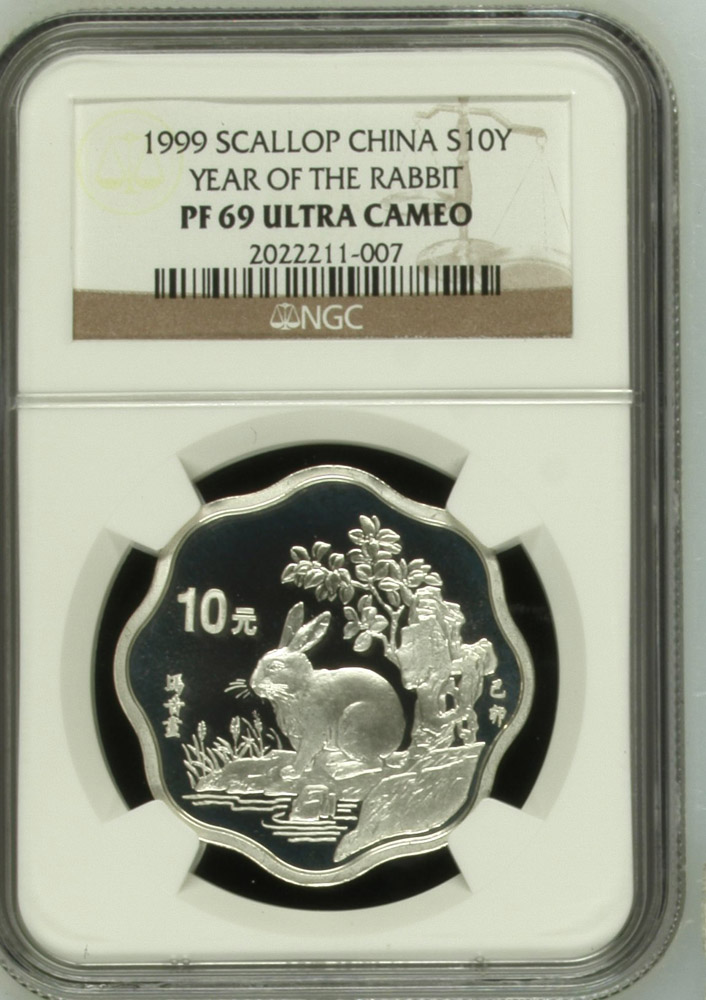 1999 SCALLOP CHINA S10Y
YEAR OF THE RABBIT
PF 69 ULTRA CAMEO
2022211-007
NGC
10元
己卯